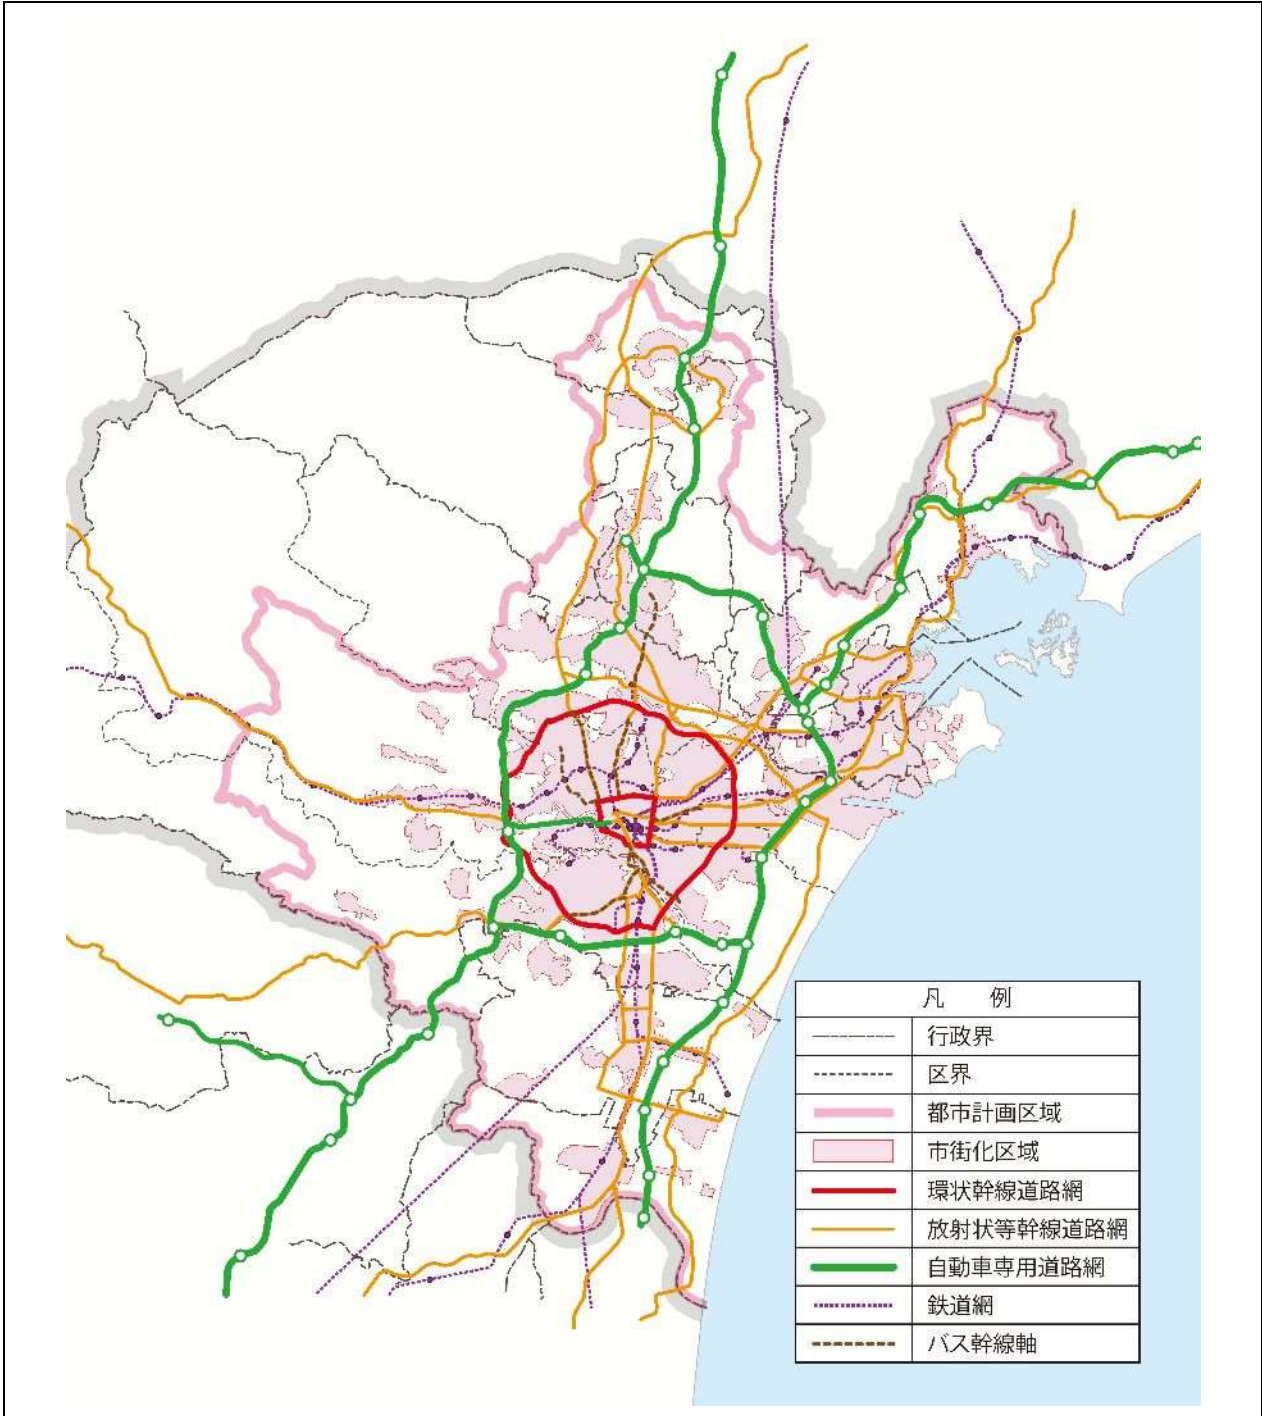 凡 例
行政界
区界
都市計画区域
市街化区域
環状幹線道路網
放射状等幹線道路網
自動車専用道路網
鉄道網
バス幹線軸